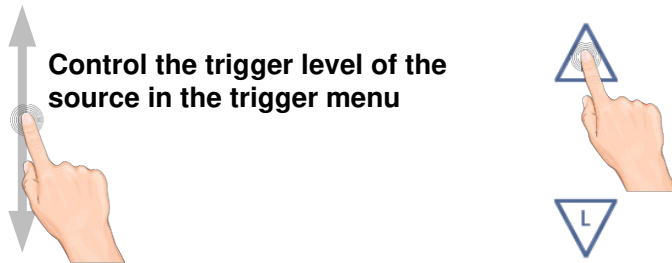 Control the trigger level of the
source in the trigger menu
L